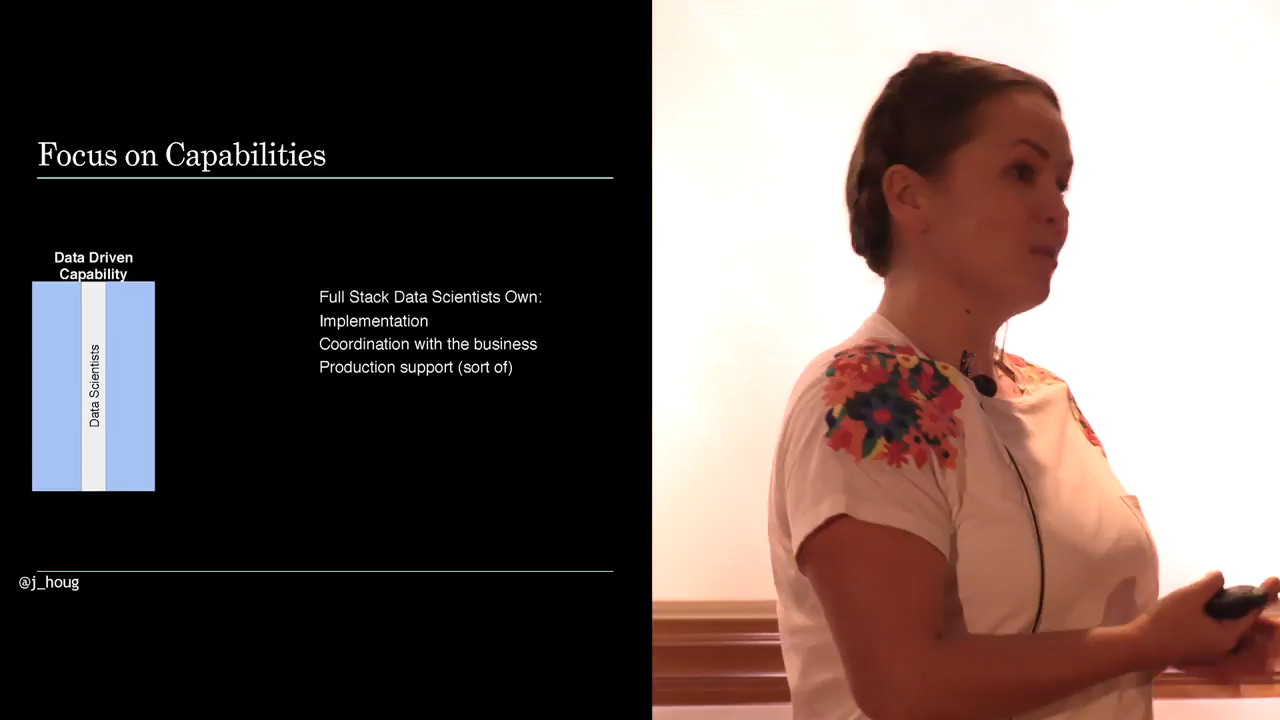 Focus on Capabilities
Data Driven
Capability
Data Scientists
Full Stack Data Scientists Own:
Implementation
Coordination with the business
Production support (sort of)
@j_houg